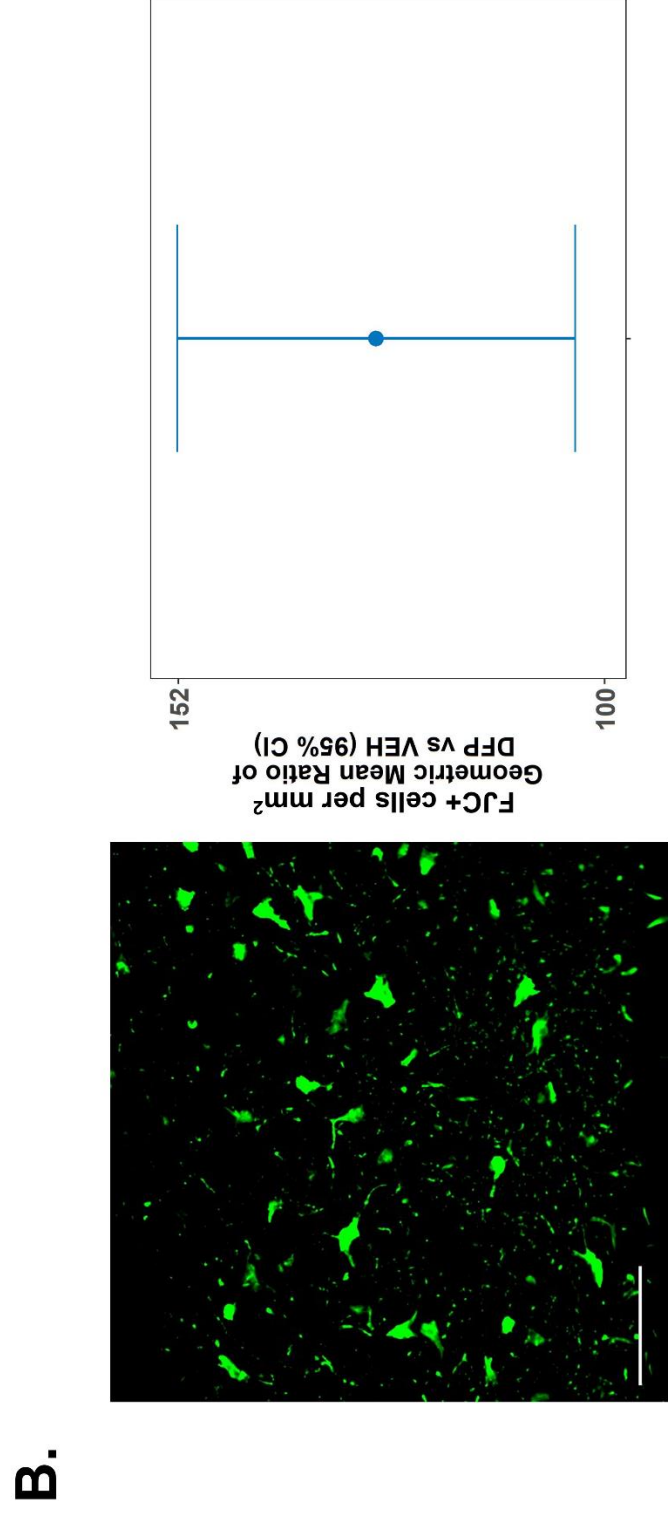 B.
FJC+ cells per mm²
Geometric Mean Ratio of
DFP vs VEH (95% CI)
152
100